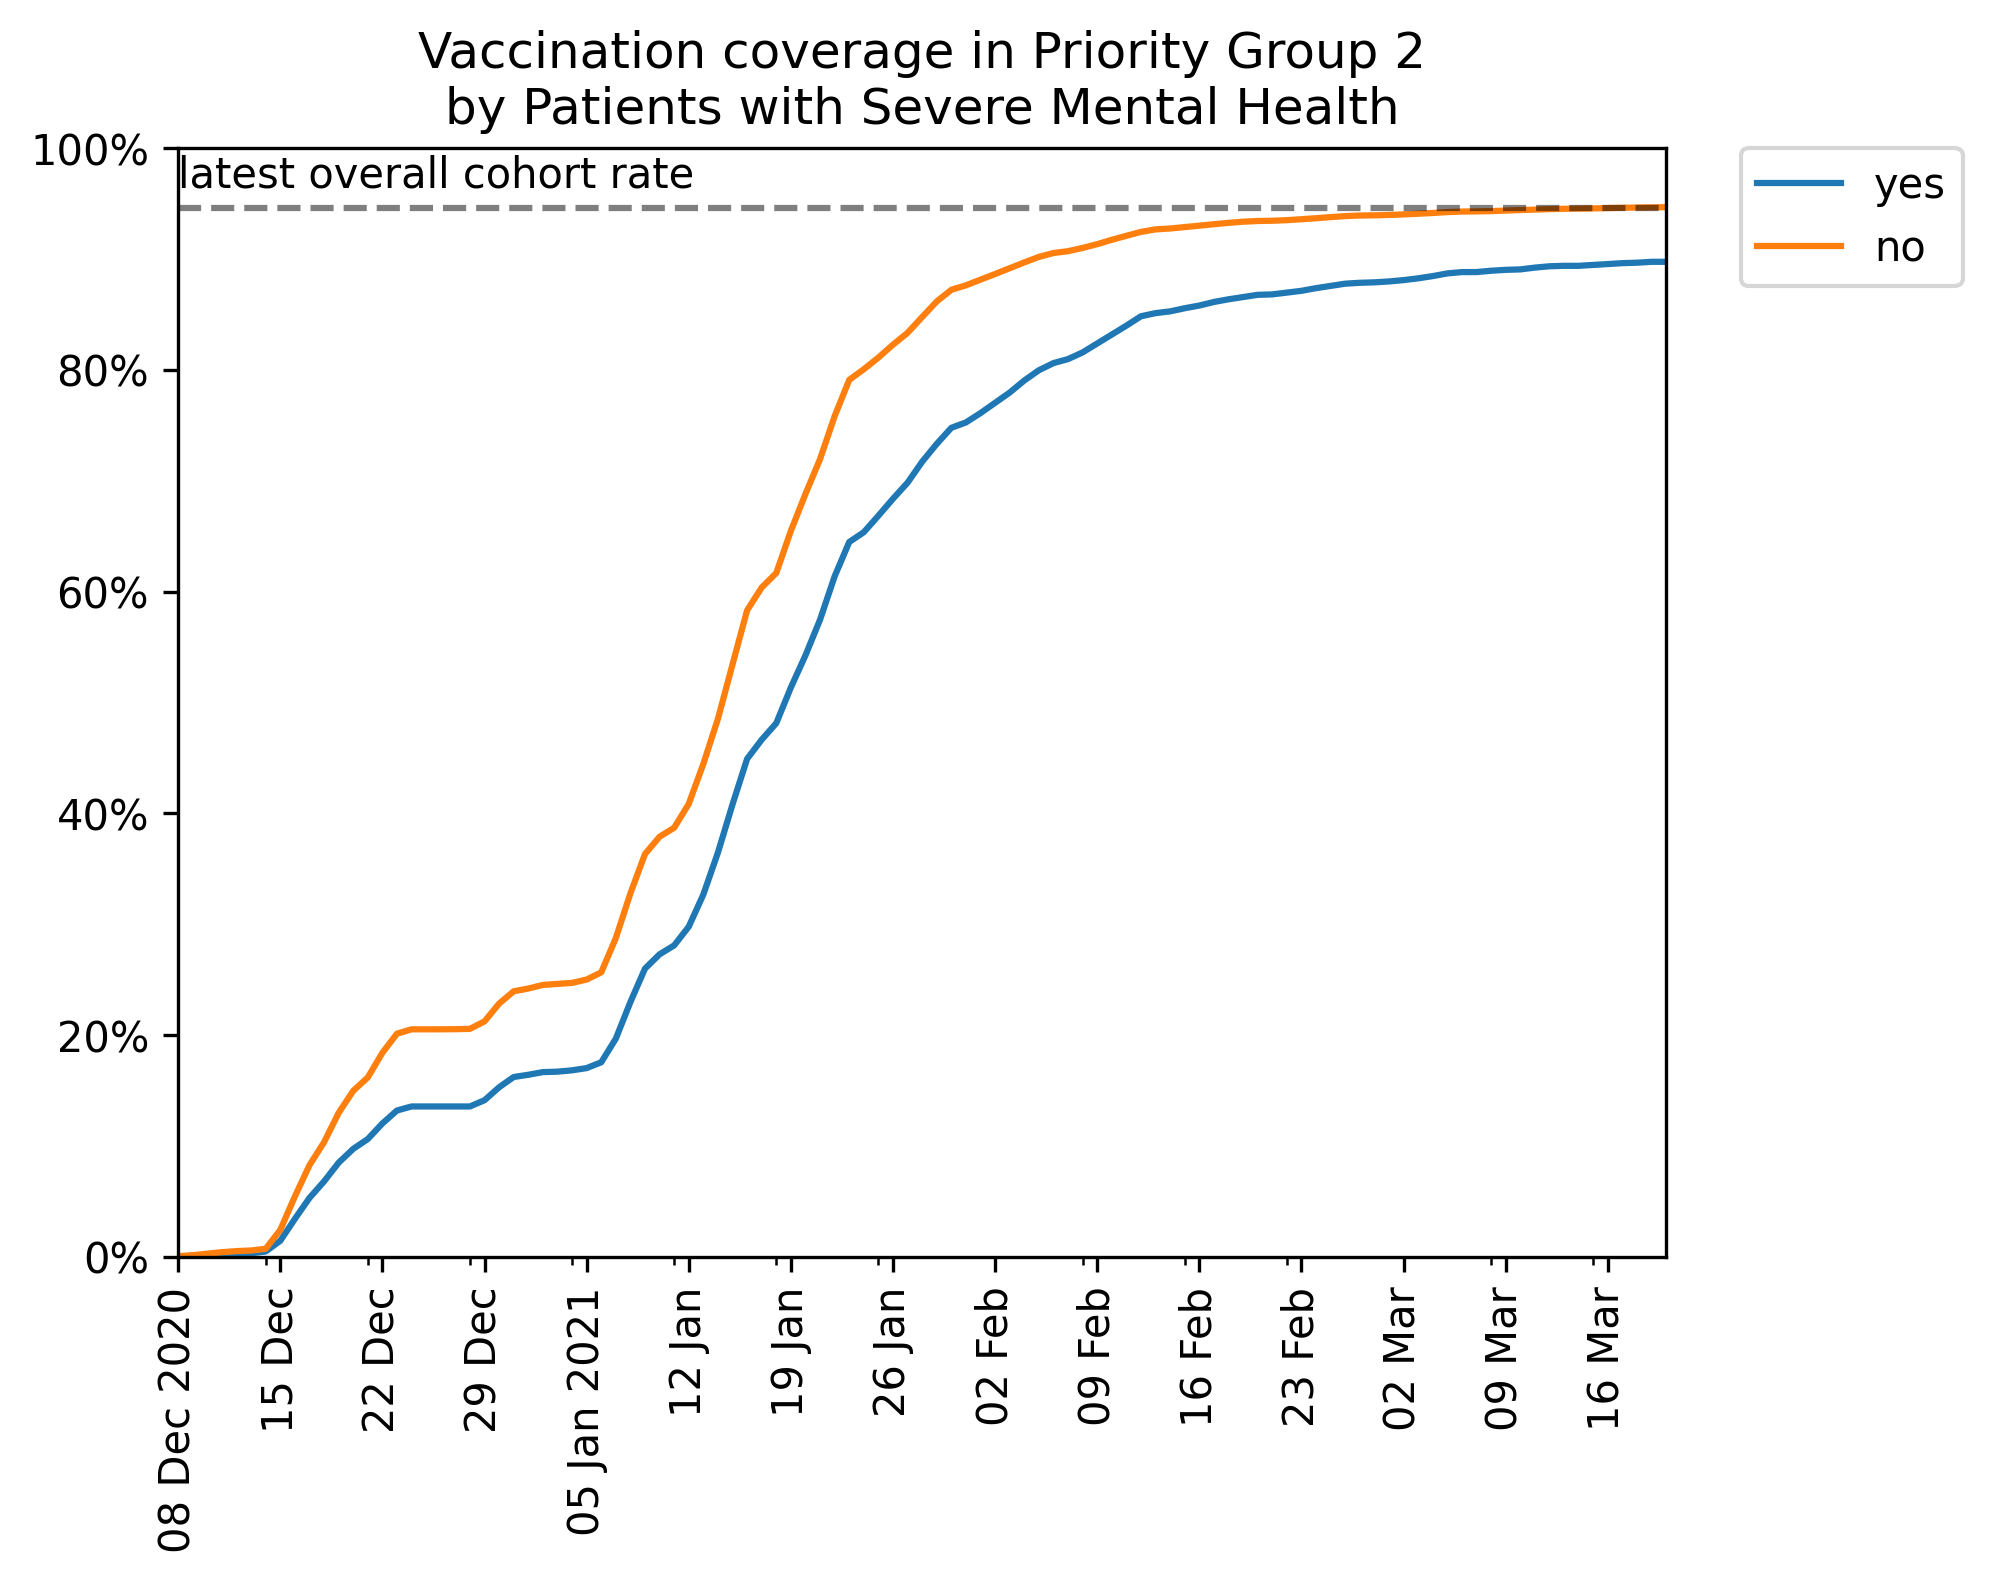 Vaccination coverage in Priority Group 2
by Patients with Severe Mental Health
100%
80%
60%
40%
20%
0%
latest overall cohort rate
yes
no
08 Dec 2020
15 Dec
22 Dec
29 Dec
05 Jan 2021
12 Jan
19 Jan
26 Jan
02 Feb
09 Feb
16 Feb
23 Feb
02 Mar
09 Mar
16 Mar